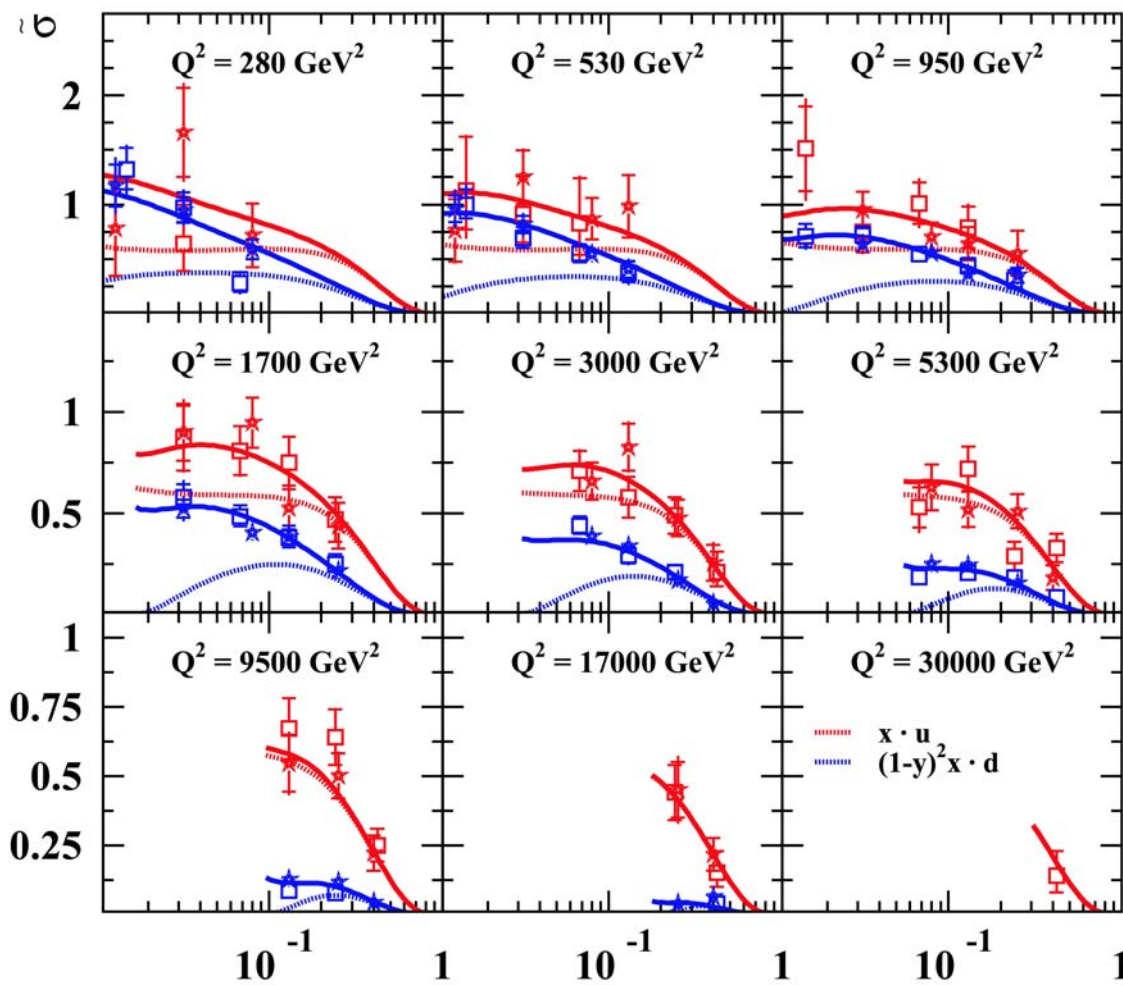 σ̃
Q² = 280 GeV²
Q² = 530 GeV²
Q² = 950 GeV²
2
1
Q² = 1700 GeV²
Q² = 3000 GeV²
Q² = 5300 GeV²
1
0.5
Q² = 9500 GeV²
Q² = 17000 GeV²
Q² = 30000 GeV²
1
0.75
0.5
0.25
x · u
(1-y)²x · d
10⁻¹ 1 10⁻¹ 1 10⁻¹ 1